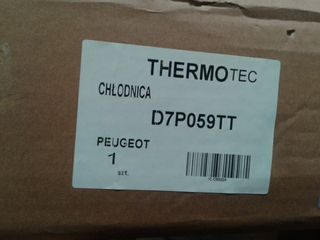 THERMOTEC
CHŁODNICA
D7P059TT
PEUGEOT
1
szt.